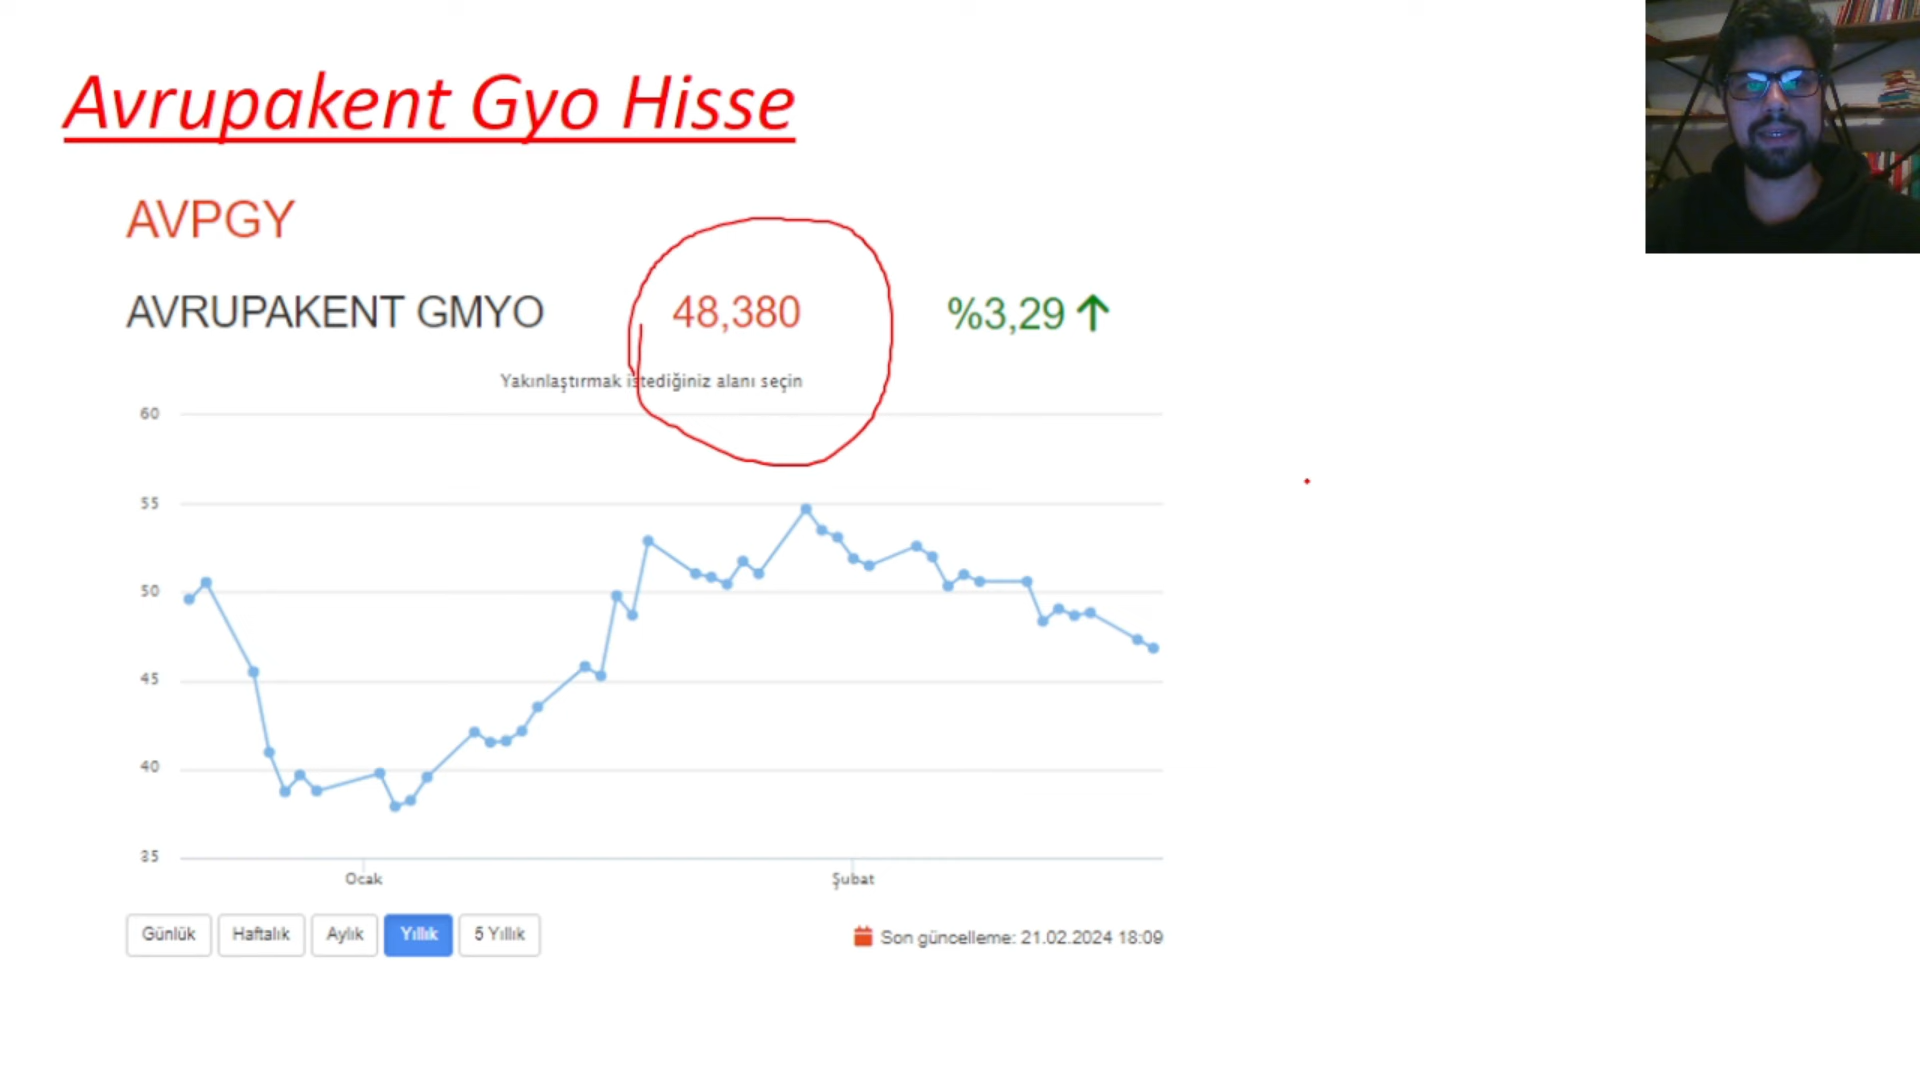 Avrupakent Gyo Hisse
AVPGY
AVRUPAKENT GMYO 48,380 %3,29
Yakınlaştırmak istediğiniz alanı seçin
60
55
50
45
40
35
Ocak Şubat
Günlük Haftalık Aylık Yıllık 5 Yıllık Son güncelleme: 21.02.2024 18:09